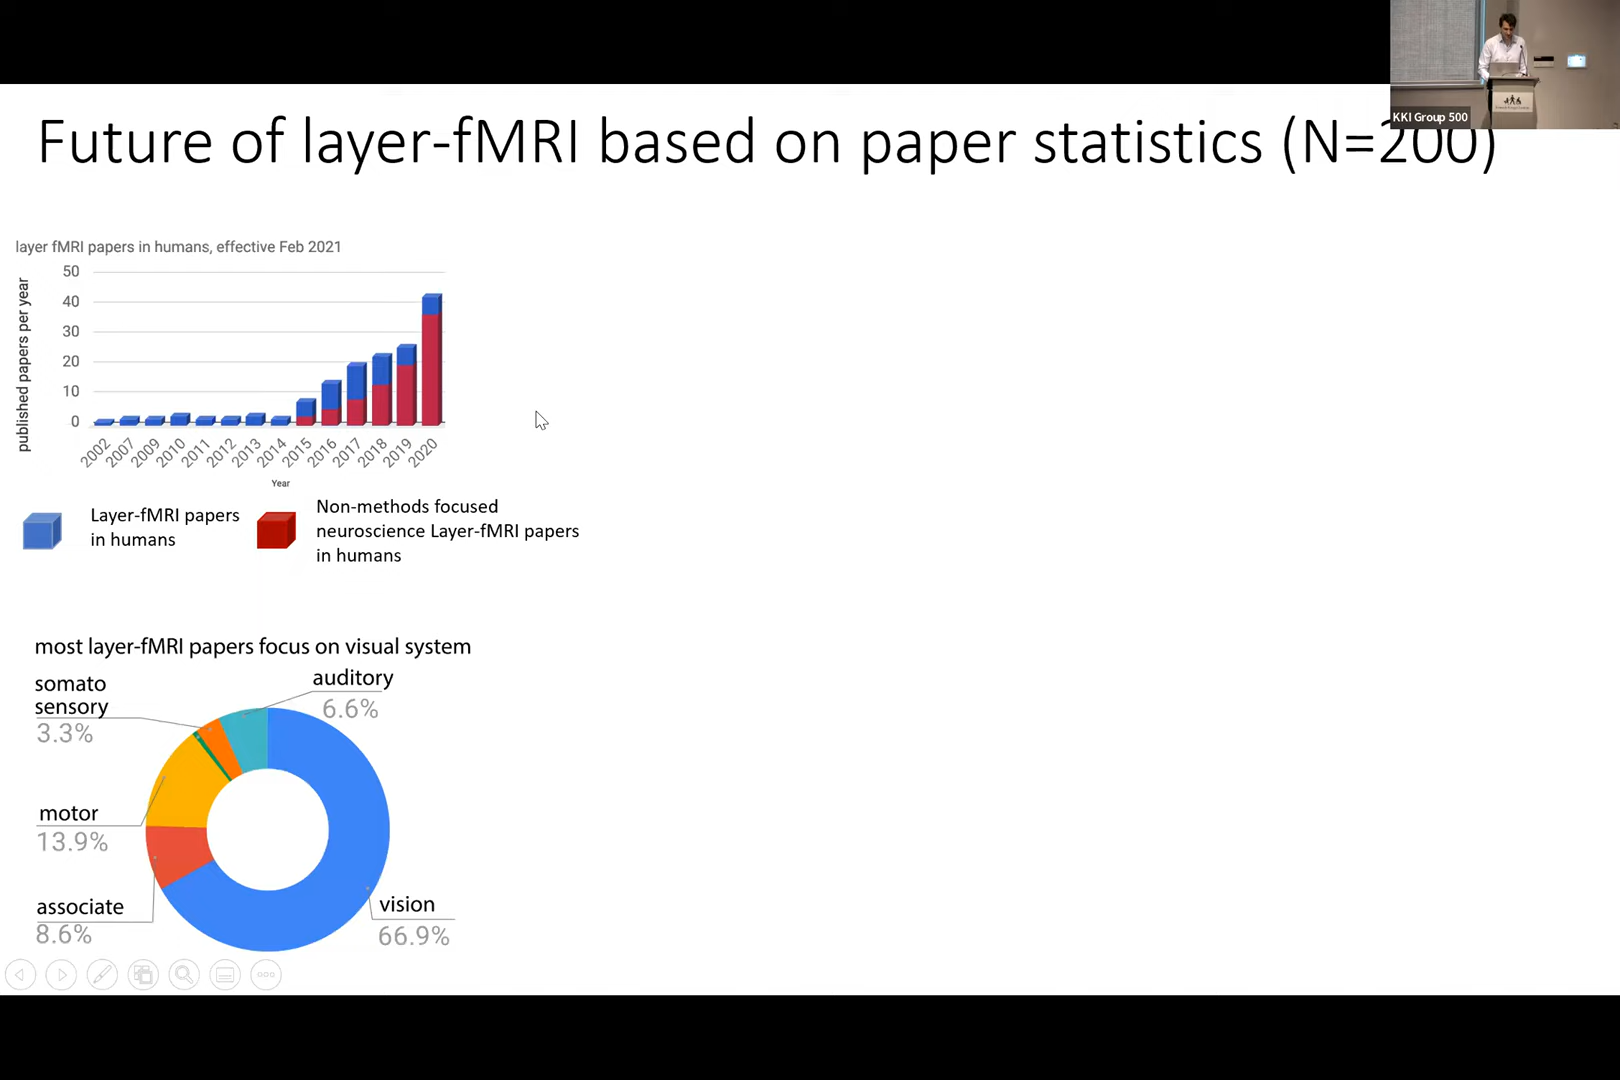 KKI Group 500
Future of layer-fMRI based on paper statistics (N=200)
layer fMRI papers in humans, effective Feb 2021
published papers per year
50
40
30
20
10
0
2002
2007
2009
2010
2011
2012
2013
2014
2015
2016
2017
2018
2019
2020
Year
Layer-fMRI papers
in humans
Non-methods focused
neuroscience Layer-fMRI papers
in humans
most layer-fMRI papers focus on visual system
somato
sensory
3.3%
auditory
6.6%
motor
13.9%
associate
8.6%
vision
66.9%